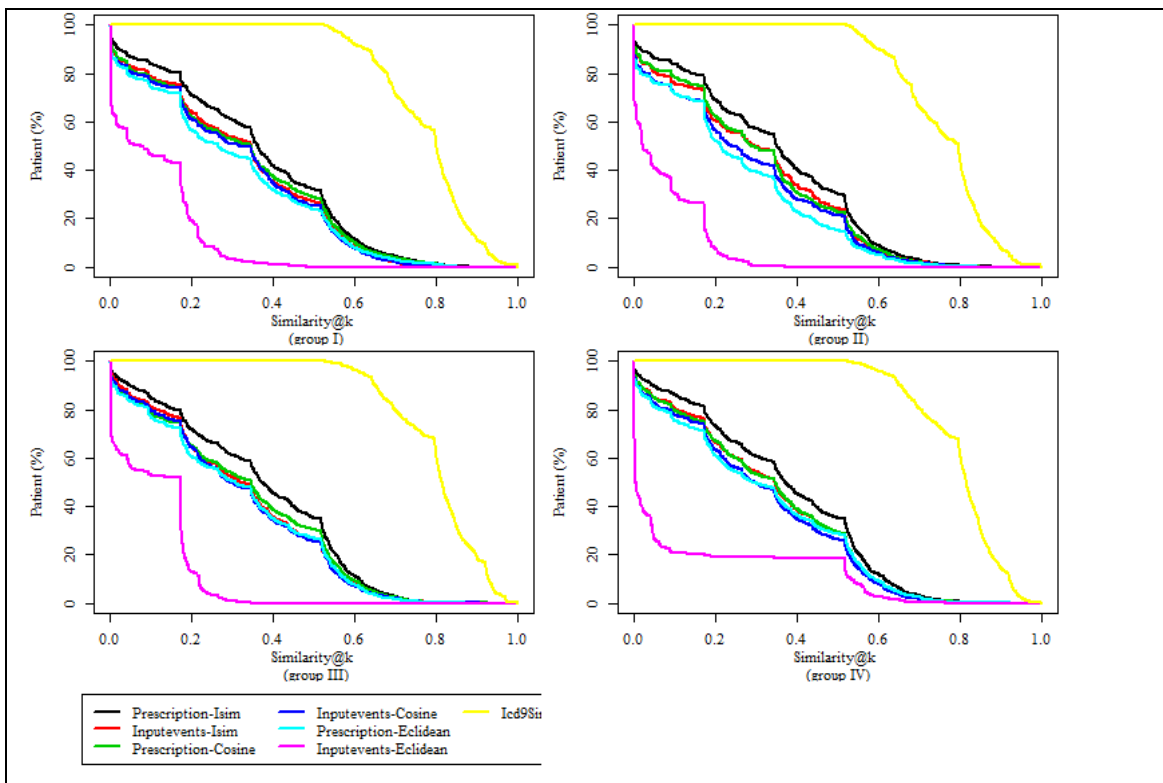 100
80
60
40
20
0
Patient (%)
0.0 0.2 0.4 0.6 0.8 1.0
Similarity@k
(group I)
100
80
60
40
20
0
Patient (%)
0.0 0.2 0.4 0.6 0.8 1.0
Similarity@k
(group II)
100
80
60
40
20
0
Patient (%)
0.0 0.2 0.4 0.6 0.8 1.0
Similarity@k
(group III)
100
80
60
40
20
0
Patient (%)
0.0 0.2 0.4 0.6 0.8 1.0
Similarity@k
(group IV)
Prescription-Isim Inputevents-Cosine
Inputevents-Isim Prescription-Eclidean
Prescription-Cosine Inputevents-Eclidean